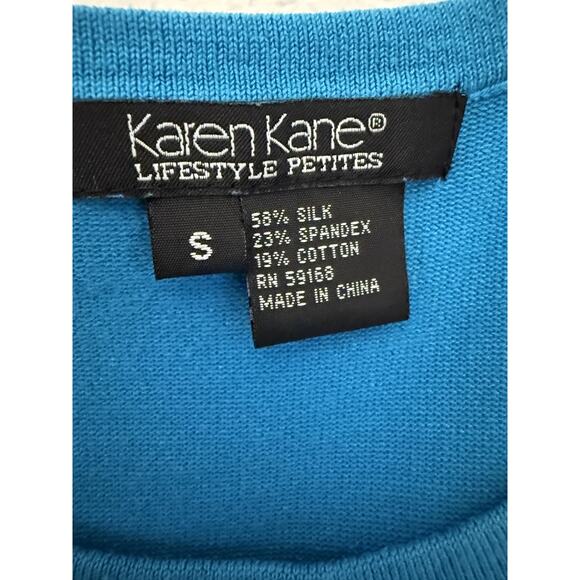 Karen Kane®
LIFESTYLE PETITES
S
58% SILK
23% SPANDEX
19% COTTON
RN 59168
MADE IN CHINA